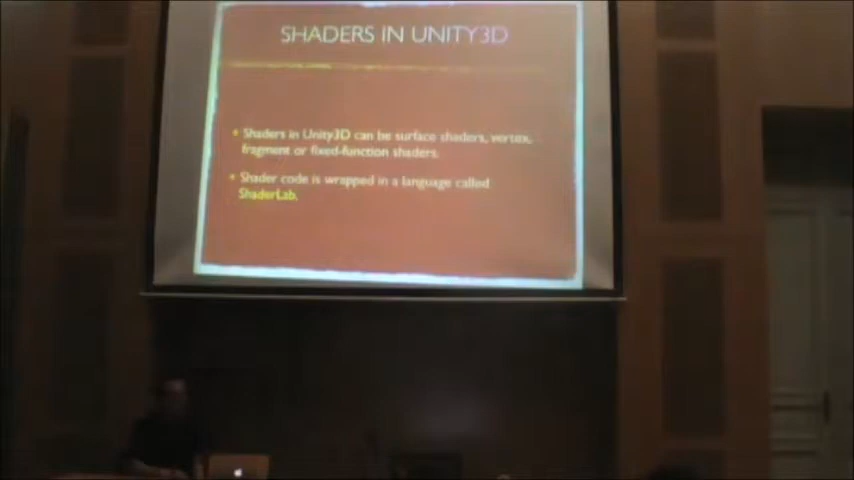 SHADERS IN UNITY3D
Shaders in Unity3D can be surface shaders, vertex,
fragment or fixed-function shaders.
Shader code is wrapped in a language called
ShaderLab.